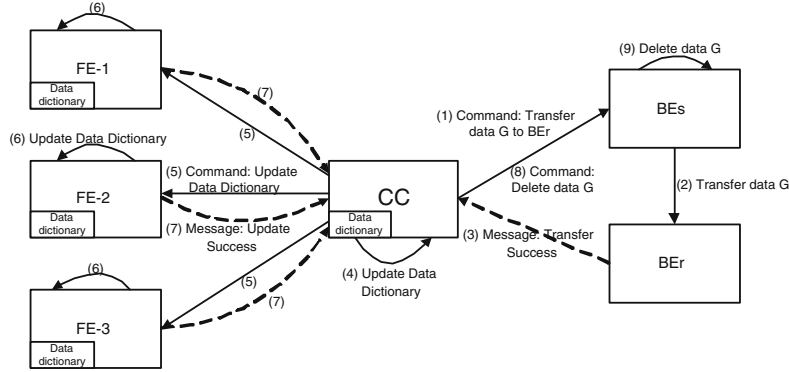 (6)
FE-1
Data
dictionary
(7)
(5)
(6) Update Data Dictionary
FE-2
Data
dictionary
(5) Command: Update
Data Dictionary
(7) Message: Update
Success
(6)
FE-3
Data
dictionary
(5)
(7)
CC
Data
dictionary
(4) Update Data
Dictionary
(1) Command: Transfer
data G to BEr
(8) Command:
Delete data G
(3) Message: Transfer
Success
(9) Delete data G
BEs
(2) Transfer data G
BEr